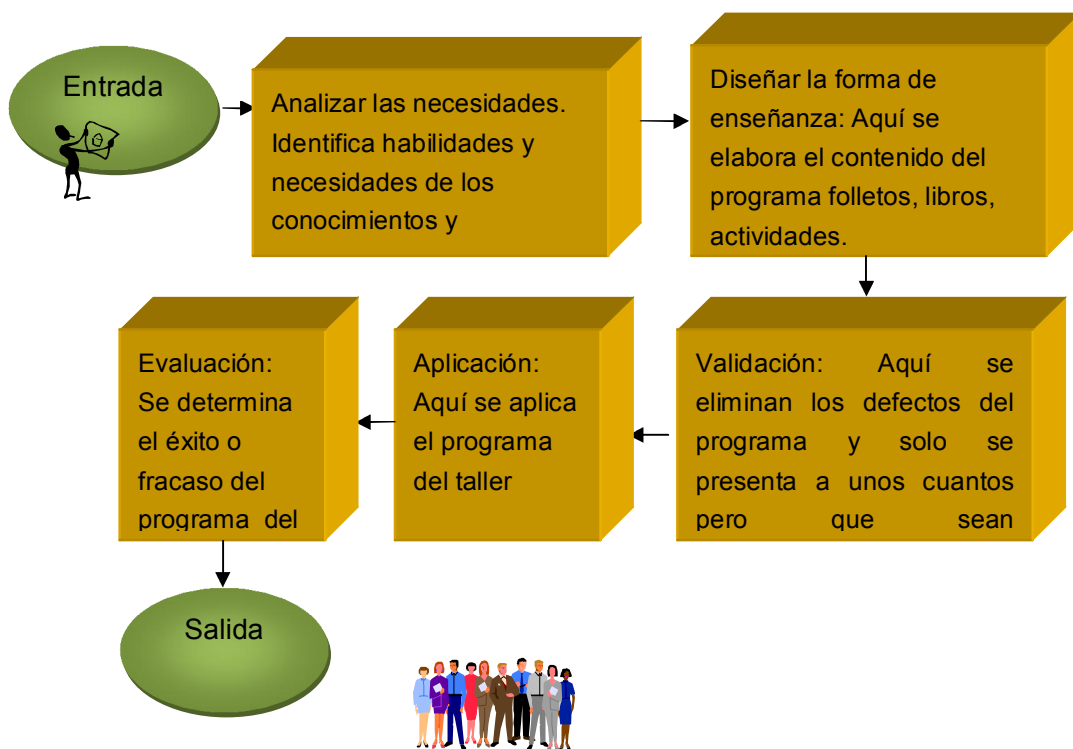 Entrada
Analizar las necesidades.
Identifica habilidades y
necesidades de los
conocimientos y
Diseñar la forma de
enseñanza: Aquí se
elabora el contenido del
programa folletos, libros,
actividades.
Validación: Aquí se
eliminan los defectos del
programa y solo se
presenta a unos cuantos
pero que sean
Aplicación:
Aquí se aplica
el programa
del taller
Evaluación:
Se determina
el éxito o
fracaso del
programa del
Salida